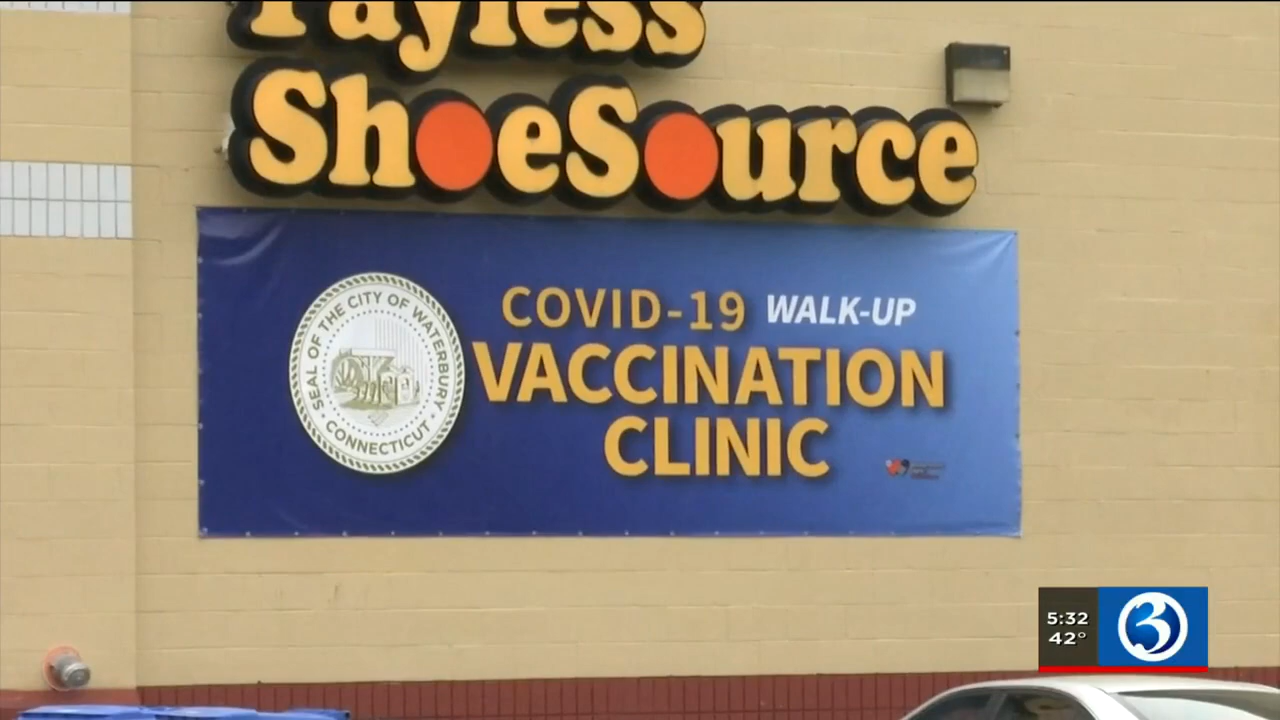 Payless
ShoeSource
SEAL OF THE CITY OF WATERBURY
CONNECTICUT
COVID-19 WALK-UP
VACCINATION
CLINIC
5:32
42°
3